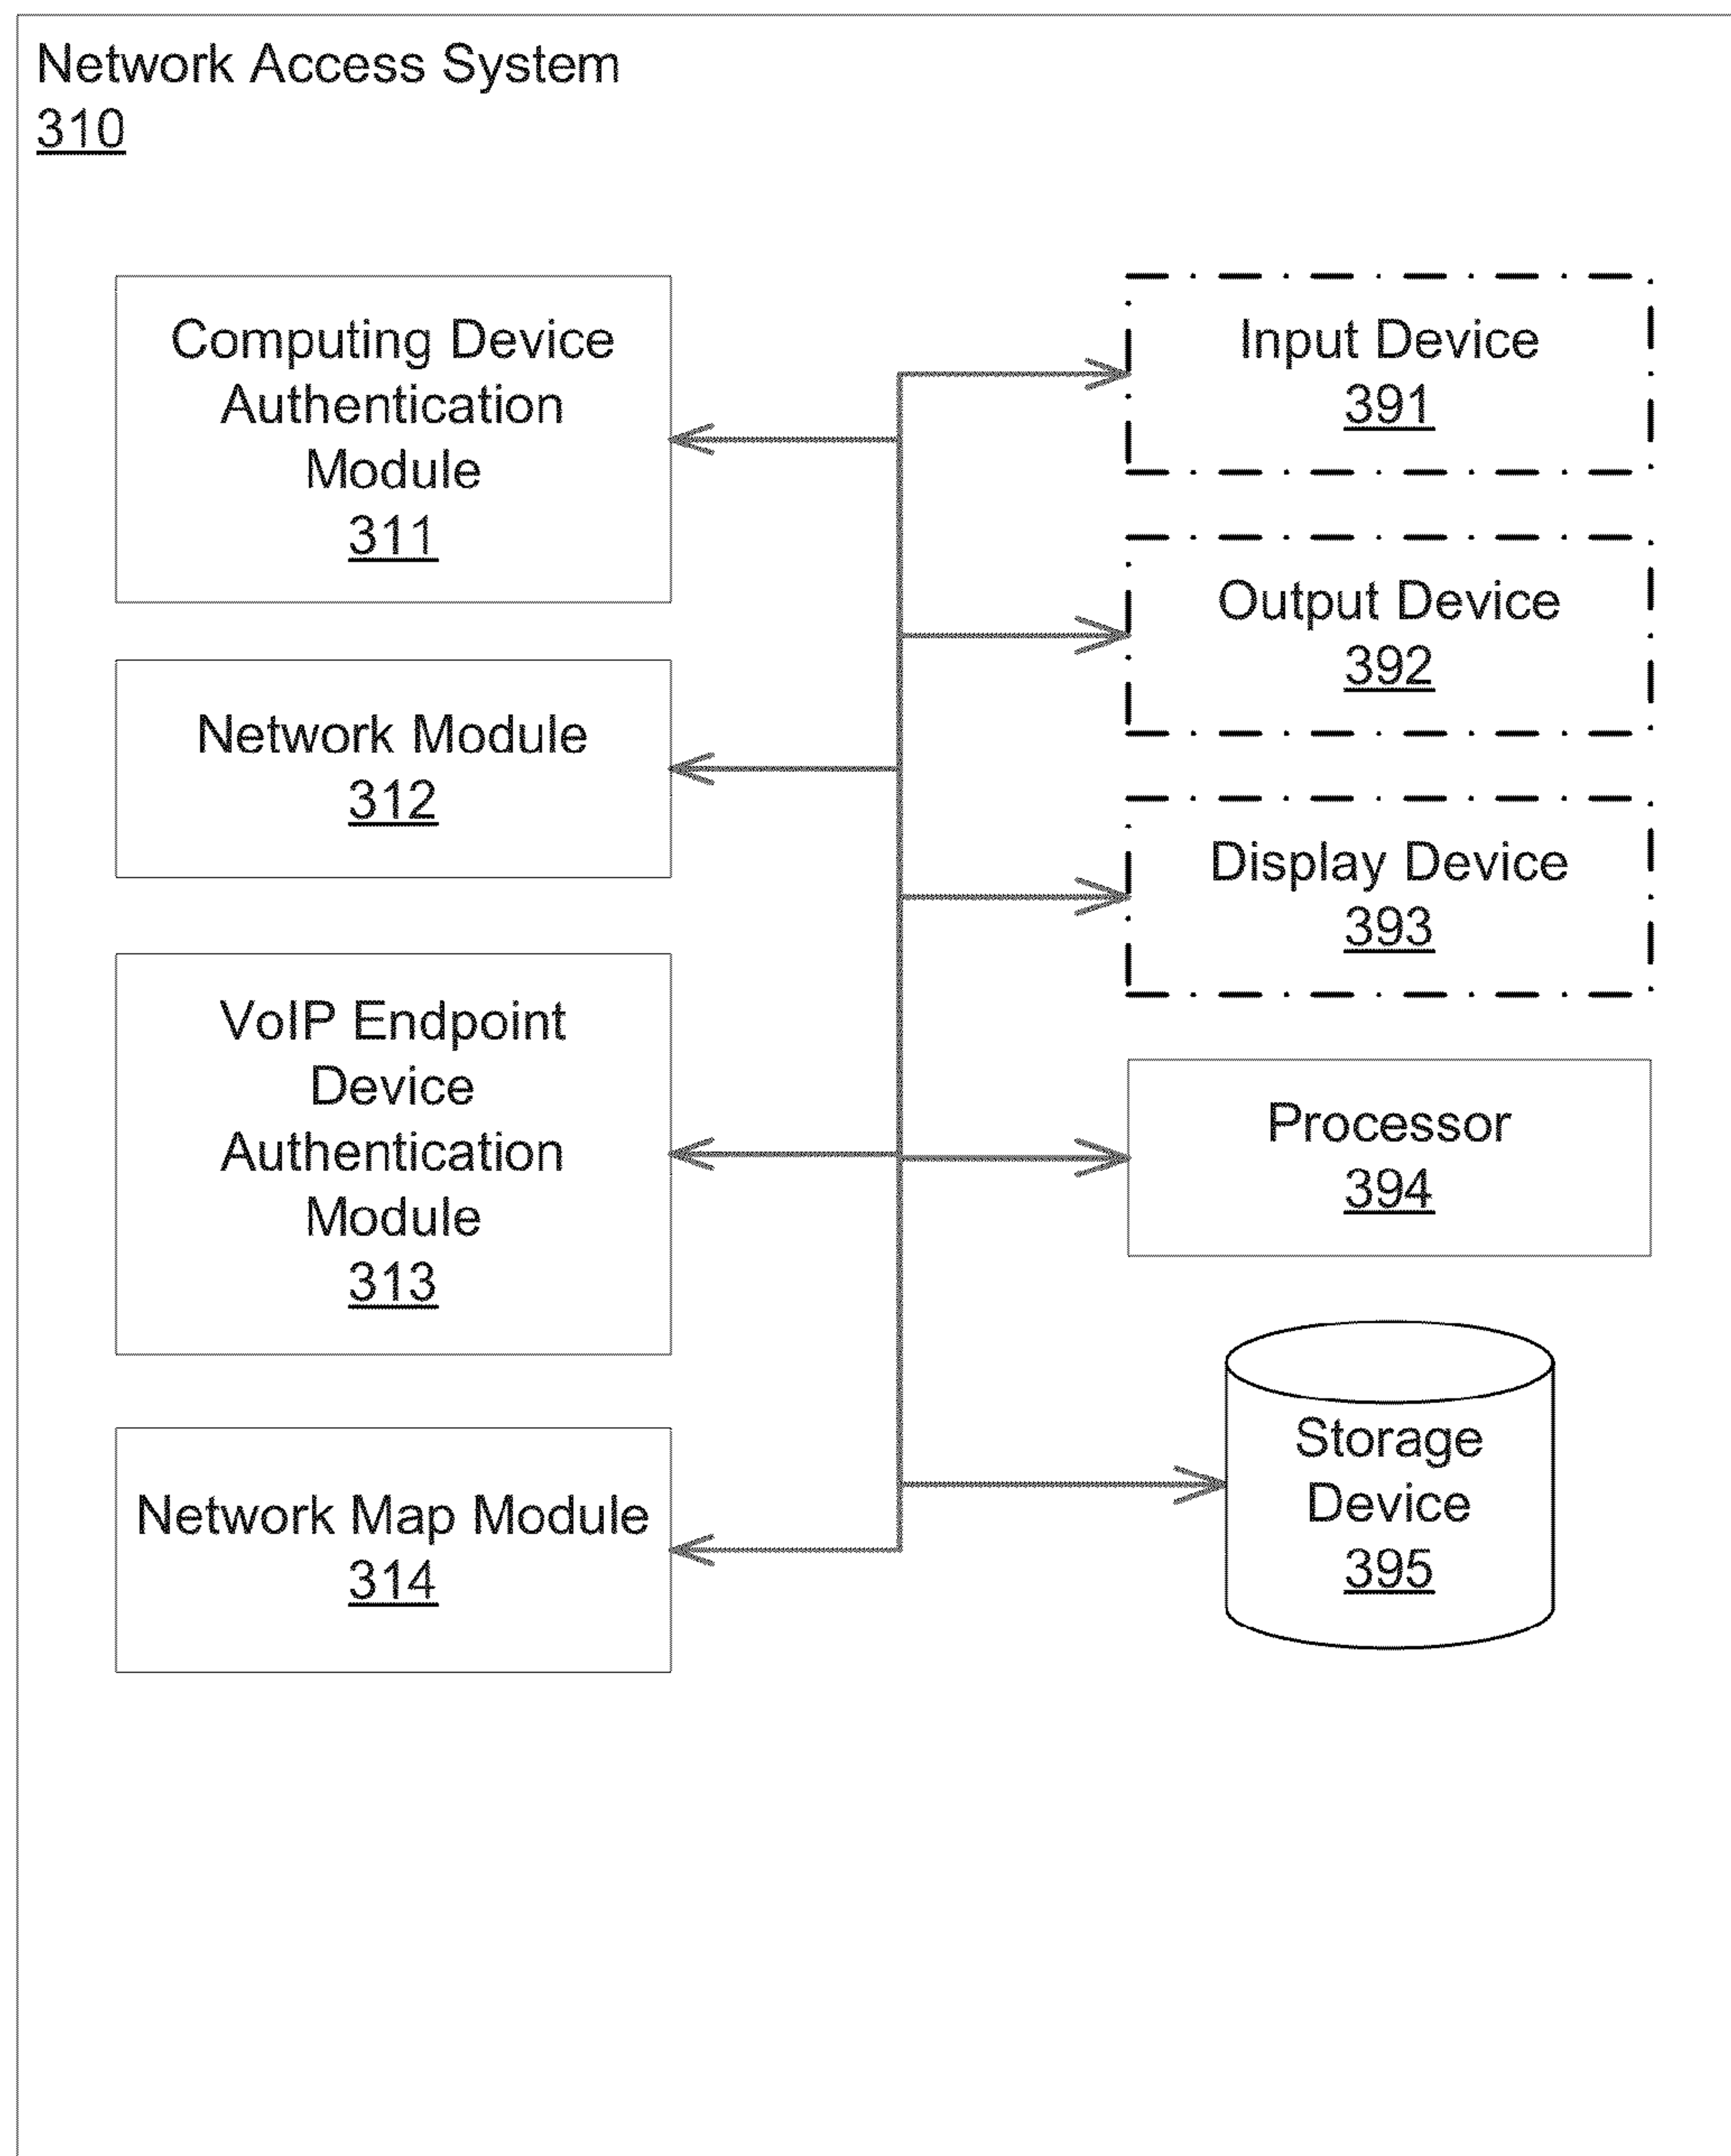 Network Access System
310
Computing Device
Authentication
Module
311
Network Module
312
VoIP Endpoint
Device
Authentication
Module
313
Network Map Module
314
Input Device
391
Output Device
392
Display Device
393
Processor
394
Storage
Device
395